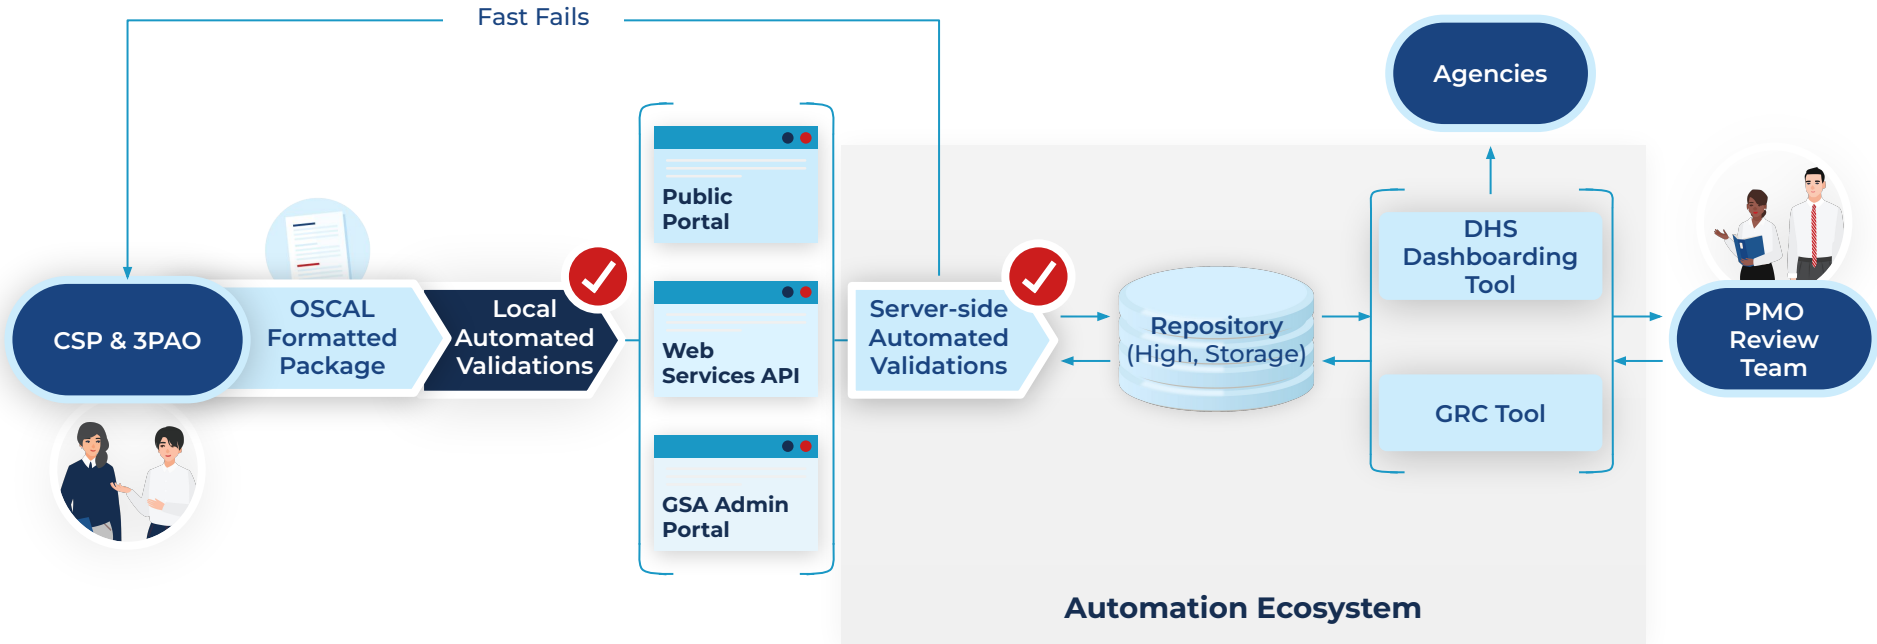 Fast Fails
Agencies
Public
Portal
DHS
Dashboarding
Tool
CSP & 3PAO
OSCAL
Formatted
Package
Local
Automated
Validations
Web
Services API
Server-side
Automated
Validations
Repository
(High, Storage)
PMO
Review
Team
GRC Tool
GSA Admin
Portal
Automation Ecosystem